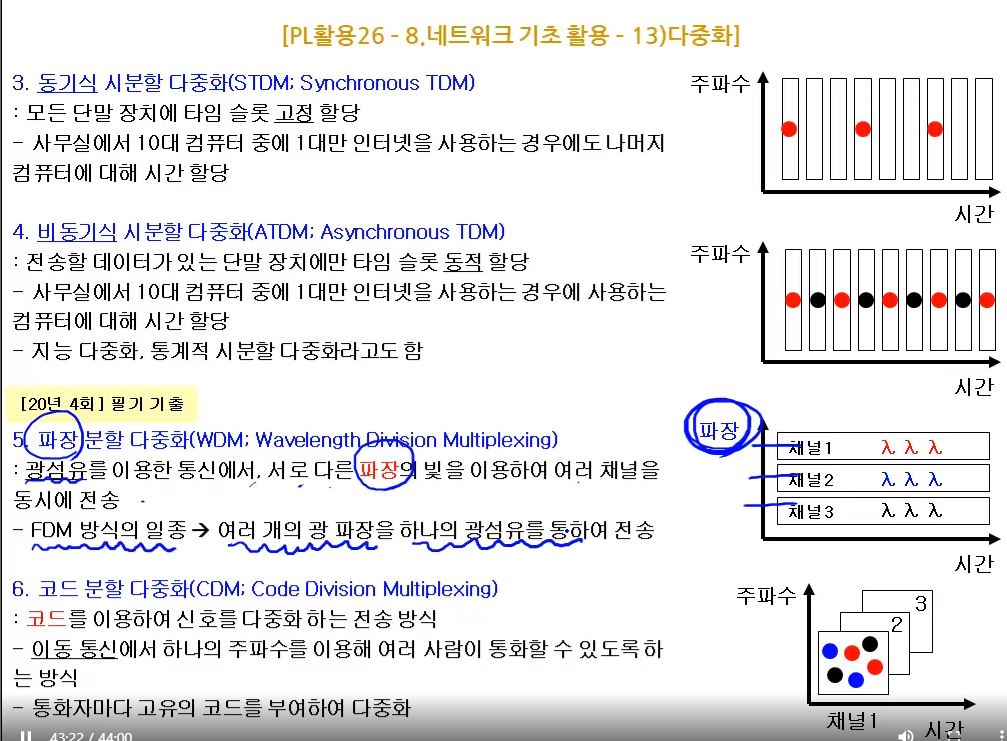 [PL활용26 - 8.네트워크 기초 활용 - 13)다중화]
3. 동기식 시분할 다중화(STDM; Synchronous TDM)
: 모든 단말 장치에 타임 슬롯 고정 할당
- 사무실에서 10대 컴퓨터 중에 1대만 인터넷을 사용하는 경우에도 나머지
컴퓨터에 대해 시간 할당
주파수
시간
4. 비동기식 시분할 다중화(ATDM; Asynchronous TDM)
: 전송할 데이터가 있는 단말 장치에만 타임 슬롯 동적 할당
- 사무실에서 10대 컴퓨터 중에 1대만 인터넷을 사용하는 경우에 사용하는
컴퓨터에 대해 시간 할당
- 지능 다중화, 통계적 시분할 다중화라고도 함
주파수
시간
[20년 4회] 필기 기출
5. 파장 분할 다중화(WDM; Wavelength Division Multiplexing)
: 광섬유를 이용한 통신에서, 서로 다른 파장의 빛을 이용하여 여러 채널을
동시에 전송
- FDM 방식의 일종 → 여러 개의 광 파장을 하나의 광섬유를 통하여 전송
파장
채널1 λ λ λ
채널2 λ λ λ
채널3 λ λ λ
시간
6. 코드 분할 다중화(CDM; Code Division Multiplexing)
: 코드를 이용하여 신호를 다중화 하는 전송 방식
- 이동 통신에서 하나의 주파수를 이용해 여러 사람이 통화할 수 있도록 하
는 방식
- 통화자마다 고유의 코드를 부여하여 다중화
주파수
3
2
채널1
시간
43:22 / 44:00